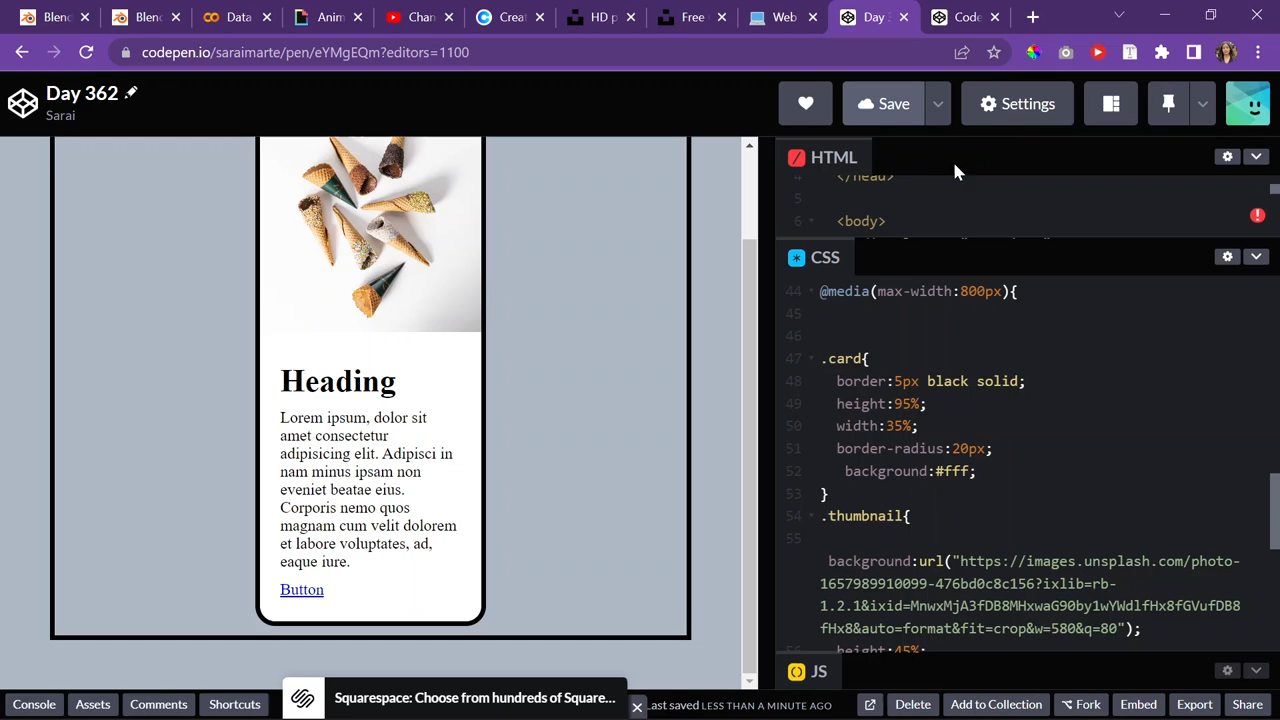 Blen
Blen
Data
Anim
Chan
Creat
HD p
Free
Web
Day
Code
codepen.io/saraimarte/pen/eYMgEQm?editors=1100
Day 362
Sarai
Save
Settings
HTML
4 </head>
5
6 <body>
CSS
44 @media(max-width:800px){
45
46
47 .card{
48 border:5px black solid;
49 height:95%;
50 width:35%;
51 border-radius:20px;
52 background:#fff;
53 }
54 .thumbnail{
55
background:url("https://images.unsplash.com/photo-
1657989910099-476bd0c8c156?ixlib=rb-
1.2.1&ixid=MnwxMjA3fDB8MHxwaG90by1wYWdlfHx8fGVufDB8
fHx8&auto=format&fit=crop&w=580&q=80");
56 height:45%;
JS
Heading
Lorem ipsum, dolor sit
amet consectetur
adipisicing elit. Adipisci in
nam minus ipsam non
eveniet beatae eius.
Corporis nemo quos
magnam cum velit dolorem
et labore voluptates, ad,
eaque iure.
Button
Squarespace: Choose from hundreds of Square...
Console
Assets
Comments
Shortcuts
Last saved LESS THAN A MINUTE AGO
Delete
Add to Collection
Fork
Embed
Export
Share